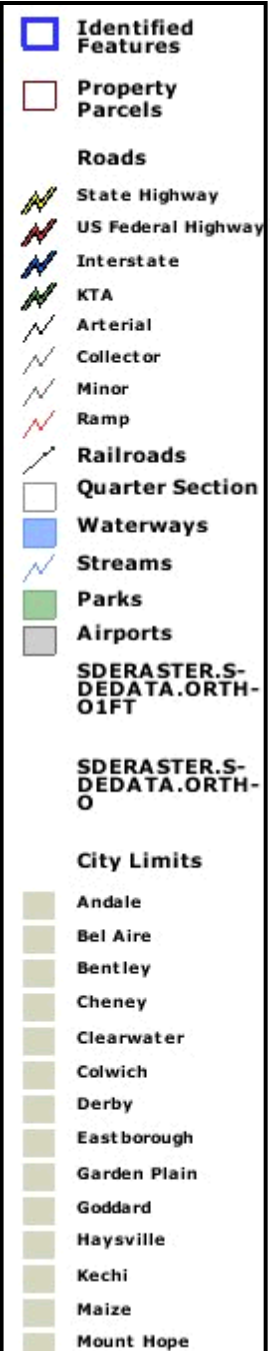 Identified
Features
Property
Parcels
Roads
State Highway
US Federal Highway
Interstate
KTA
Arterial
Collector
Minor
Ramp
Railroads
Quarter Section
Waterways
Streams
Parks
Airports
SDERASTER.S-
DEDATA.ORTH-
O1FT
SDERASTER.S-
DEDATA.ORTH-
O
City Limits
Andale
Bel Aire
Bentley
Cheney
Clearwater
Colwich
Derby
Eastborough
Garden Plain
Goddard
Haysville
Kechi
Maize
Mount Hope